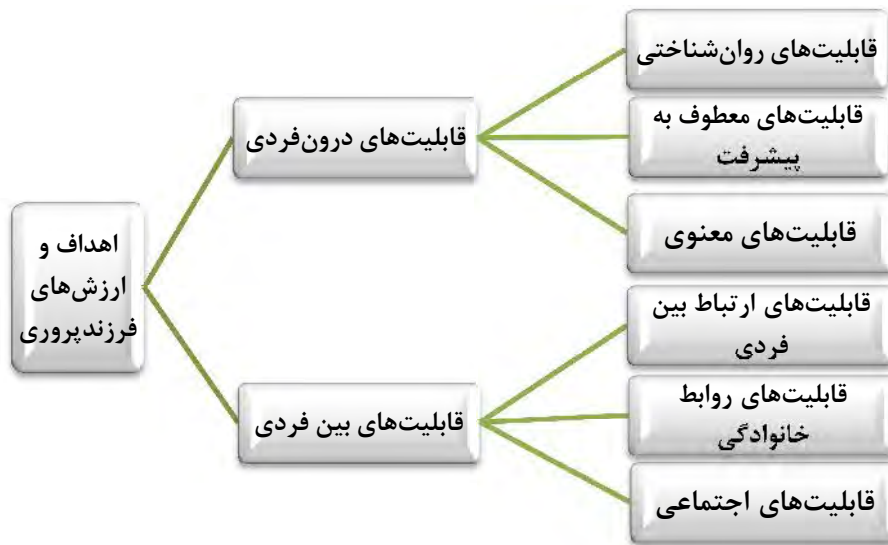 اهداف و
ارزش‌های
فرزندپروری
قابلیت‌های درون‌فردی
قابلیت‌های روان‌شناختی
قابلیت‌های معطوف به
پیشرفت
قابلیت‌های معنوی
قابلیت‌های بین فردی
قابلیت‌های ارتباط بین
فردی
قابلیت‌های روابط
خانوادگی
قابلیت‌های اجتماعی